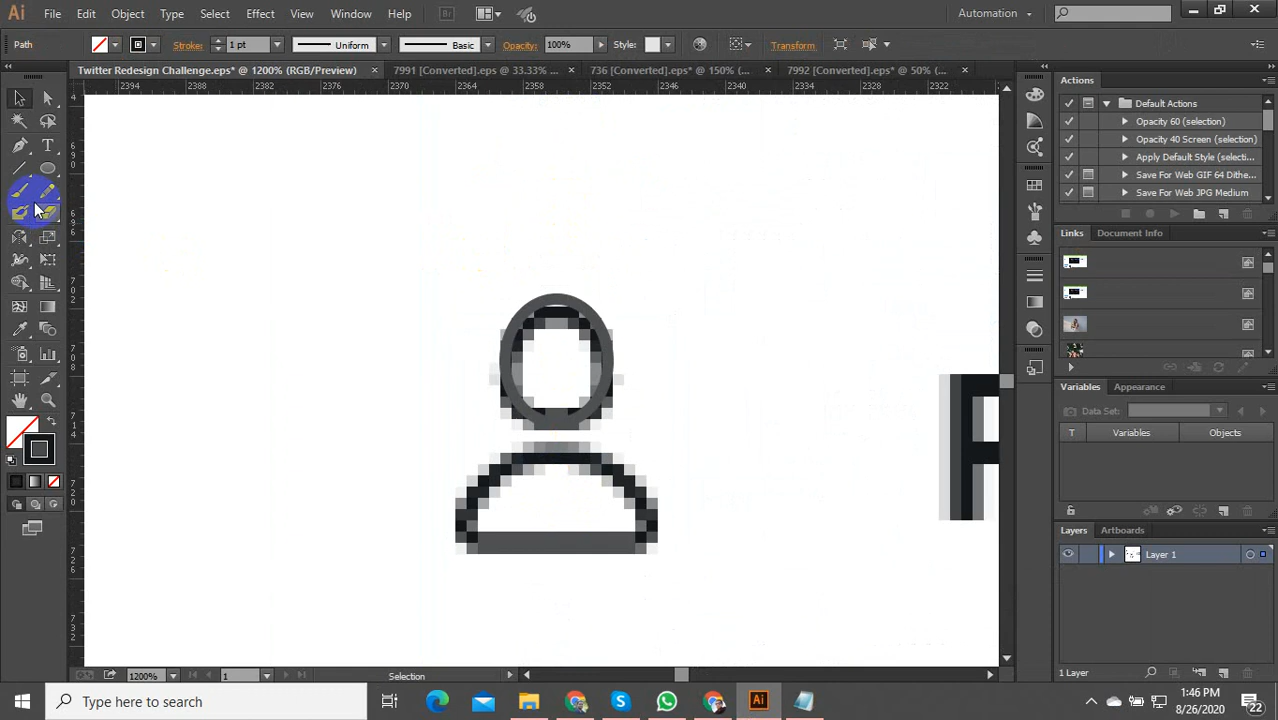 Ai File Edit Object Type Select Effect View Window Help Br Automation
Path Stroke: 1 pt Uniform Basic Opacity: 100% Style: Transform
Twitter Redesign Challenge.eps* @ 1200% (RGB/Preview) × 7991 [Converted].eps @ 33.33% ... × 736 [Converted].eps* @ 150% (... × 7992 [Converted].eps* @ 50% (... ×
2394 2388 2382 2376 2370 2364 2358 2352 2346 2340 2334 2328 2322
Actions
Default Actions
Opacity 60 (selection)
Opacity 40 Screen (selection)
Apply Default Style (selecti...
Save For Web GIF 64 Dithe...
Save For Web JPG Medium
Links Document Info
Variables Artboards
Data Set:
T Variables Objects
Layers Artboards
Layer 1
1200% 1 Selection 1 Layer
Type here to search
Ai
1:46 PM
8/26/2020
22